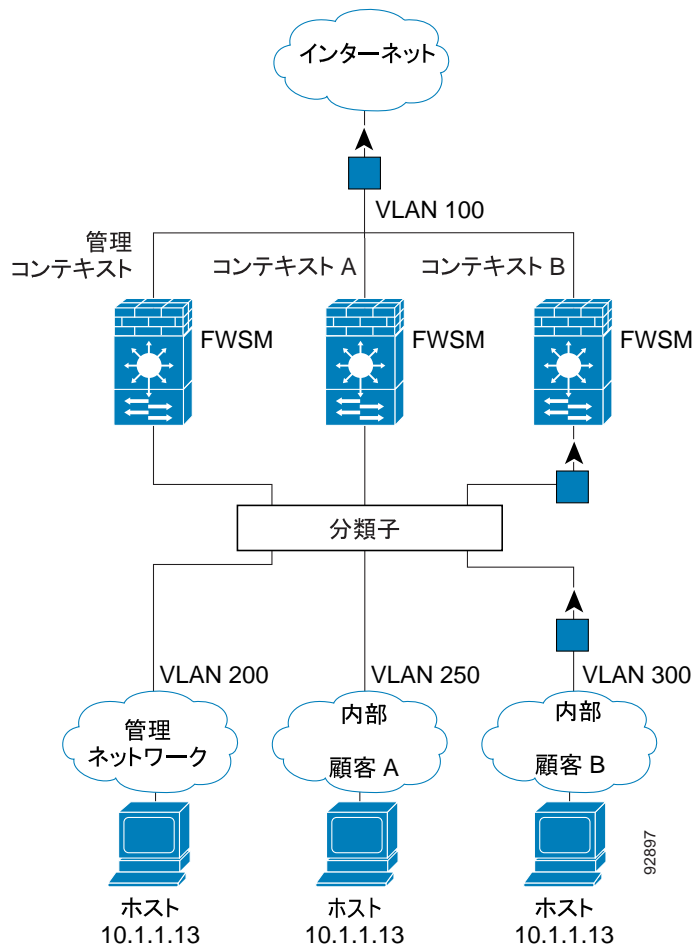 インターネット
VLAN 100
管理
コンテキスト
コンテキスト A
コンテキスト B
FWSM
FWSM
FWSM
分類子
VLAN 200
VLAN 250
VLAN 300
管理
ネットワーク
内部
顧客 A
内部
顧客 B
92897
ホスト
10.1.1.13
ホスト
10.1.1.13
ホスト
10.1.1.13